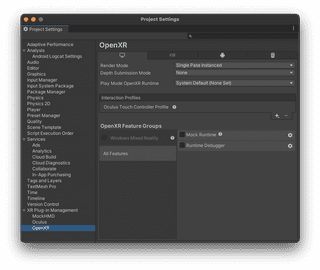 Project Settings
Project Settings
Adaptive Performance
Analysis
Android Logcat Settings
Audio
Editor
Graphics
Input Manager
Input System Package
Package Manager
Physics
Physics 2D
Player
Preset Manager
Quality
Scene Template
Script Execution Order
Services
Ads
Analytics
Cloud Build
Cloud Diagnostics
Collaborate
In-App Purchasing
Tags and Layers
TextMesh Pro
Time
Timeline
Version Control
XR Plug-in Management
MockHMD
Oculus
OpenXR
OpenXR
Render Mode
Single Pass Instanced
Depth Submission Mode
None
Play Mode OpenXR Runtime
System Default (None Set)
Interaction Profiles
Oculus Touch Controller Profile
OpenXR Feature Groups
Windows Mixed Reality
All Features
Mock Runtime
Runtime Debugger